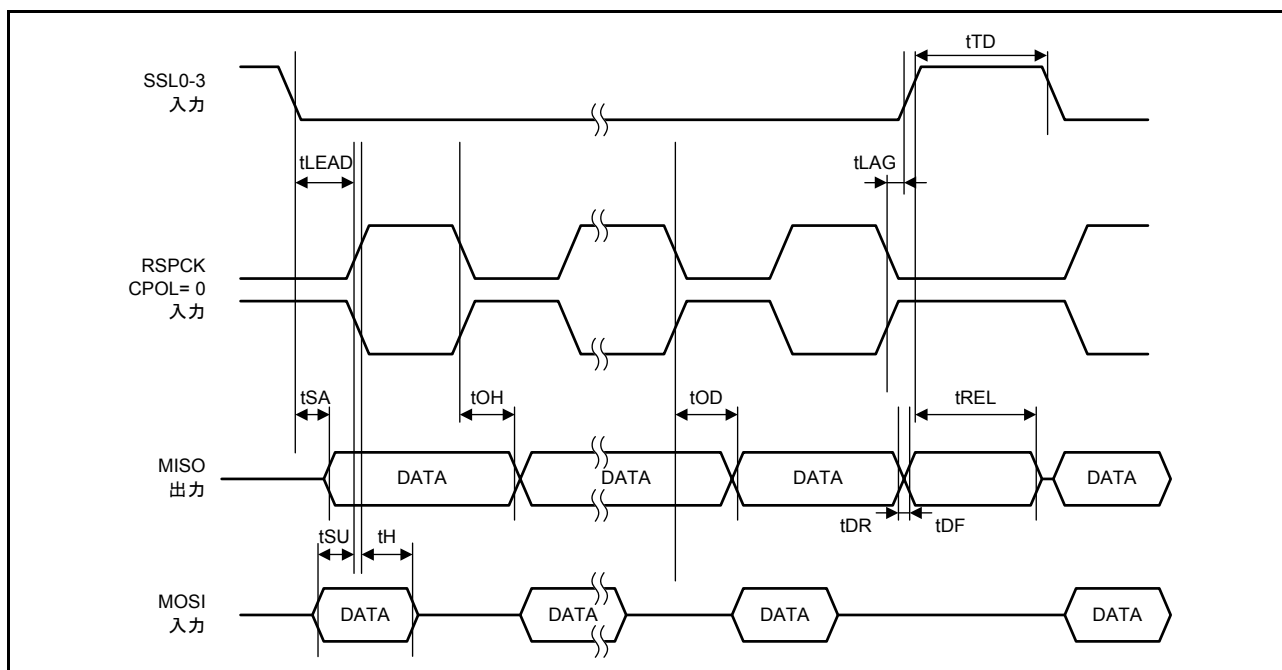 tTD
SSL0-3
入力
tLEAD
tLAG
RSPCK
CPOL= 0
入力
tSA
tOH
tOD
tREL
MISO
出力
DATA
DATA
DATA
tDR
tDF
DATA
tSU
tH
MOSI
入力
DATA
DATA
DATA
DATA